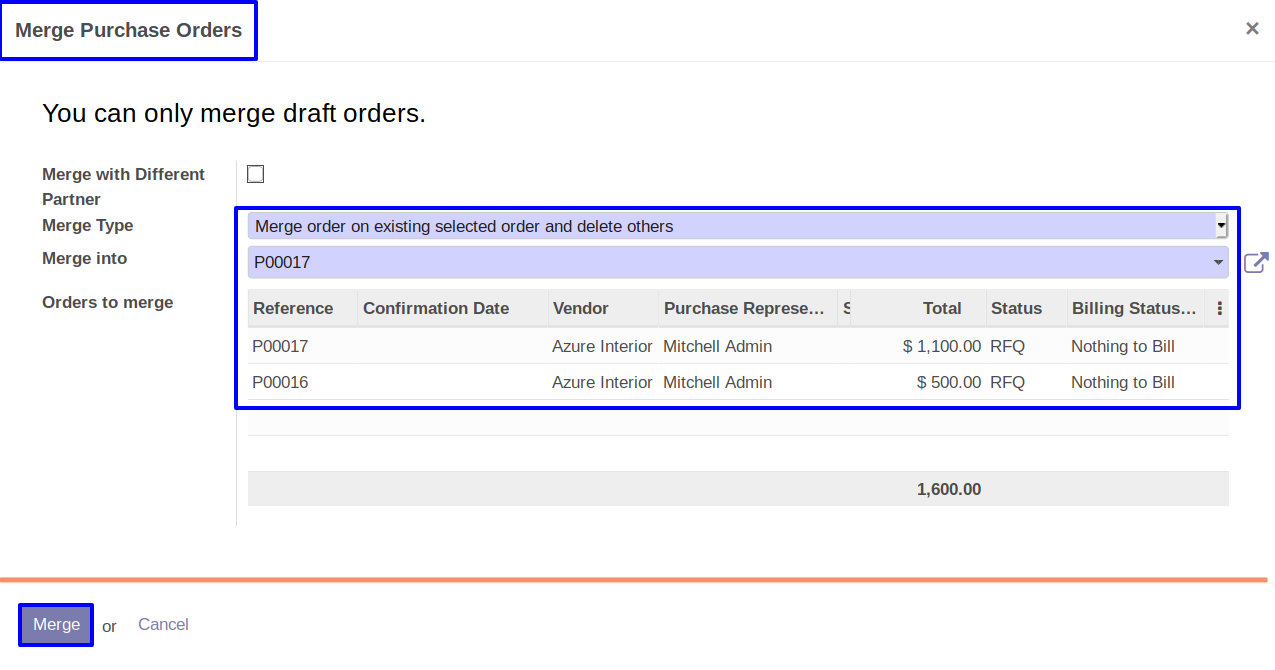 Merge Purchase Orders ×
You can only merge draft orders.
Merge with Different
Partner
Merge Type Merge order on existing selected order and delete others
Merge into P00017
Orders to merge Reference Confirmation Date Vendor Purchase Represe... S Total Status Billing Status...
P00017 Azure Interior Mitchell Admin $ 1,100.00 RFQ Nothing to Bill
P00016 Azure Interior Mitchell Admin $ 500.00 RFQ Nothing to Bill
1,600.00
Merge or Cancel